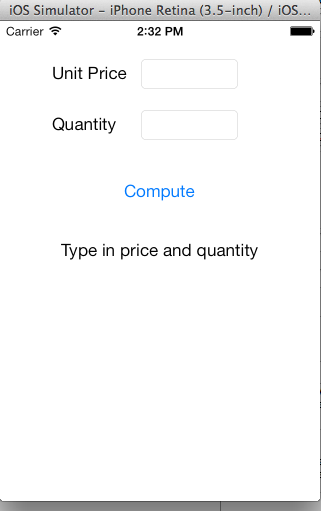 iOS Simulator - iPhone Retina (3.5-inch) / iOS...
Carrier 2:32 PM
Unit Price
Quantity
Compute
Type in price and quantity